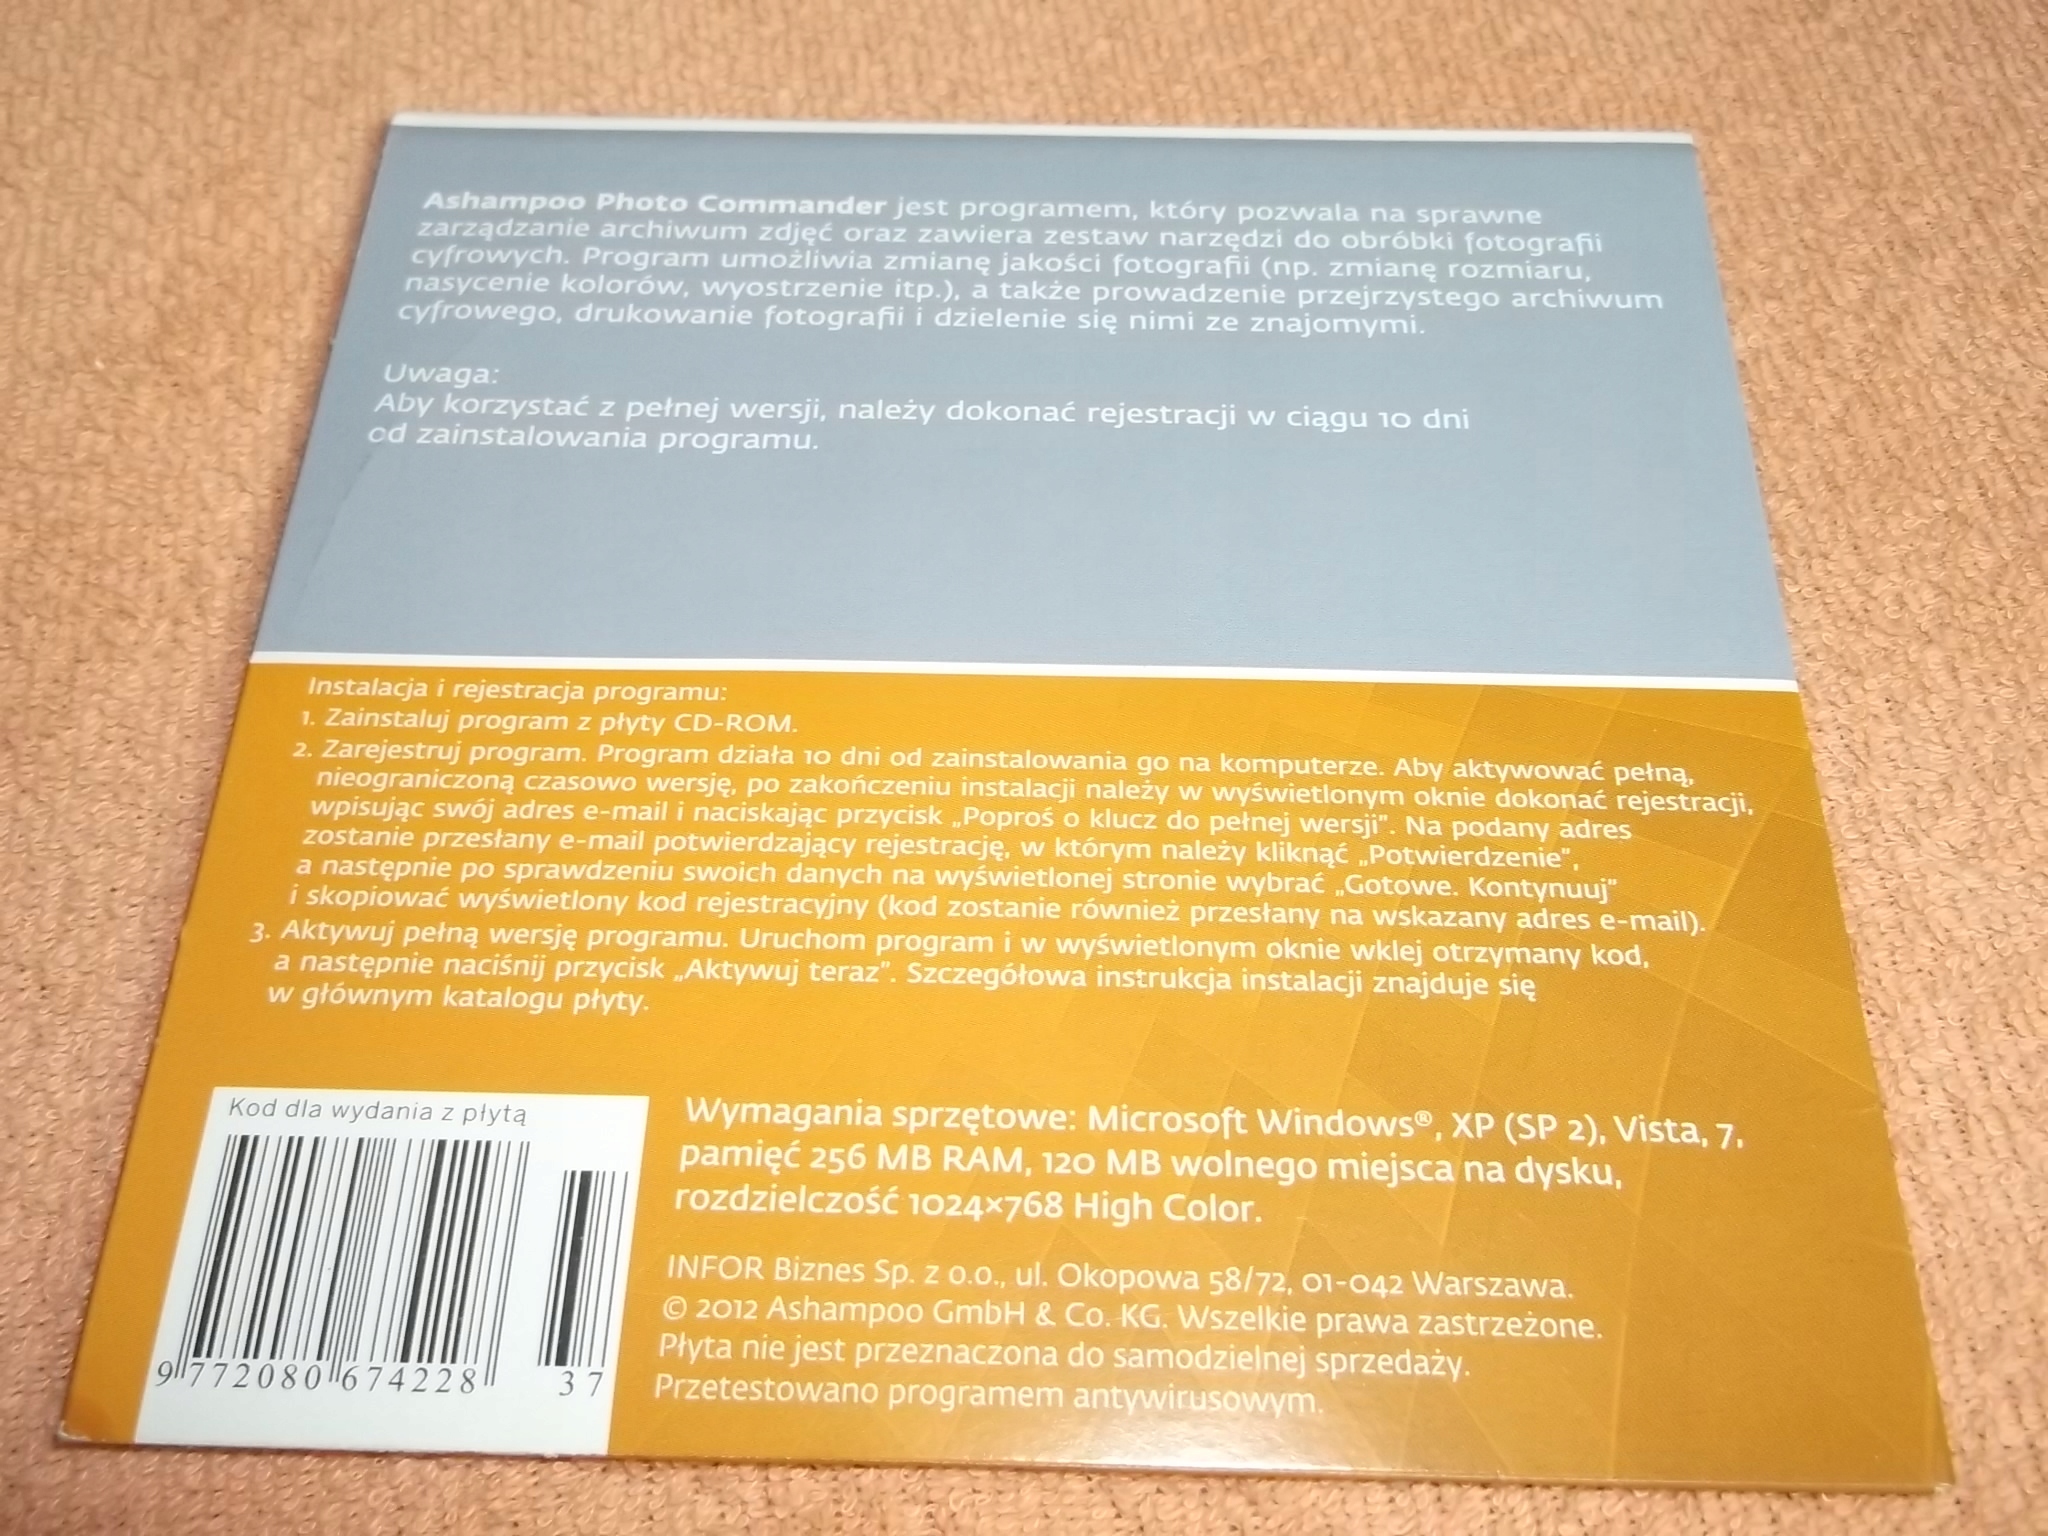 Ashampoo Photo Commander jest programem, który pozwala na sprawne
zarządzanie archiwum zdjęć oraz zawiera zestaw narzędzi do obróbki fotografii
cyfrowych. Program umożliwia zmianę jakości fotografii (np. zmianę rozmiaru,
nasycenie kolorów, wyostrzenie itp.), a także prowadzenie przejrzystego archiwum
cyfrowego, drukowanie fotografii i dzielenie się nimi ze znajomymi.
Uwaga:
Aby korzystać z pełnej wersji, należy dokonać rejestracji w ciągu 10 dni
od zainstalowania programu.
Instalacja i rejestracja programu:
1. Zainstaluj program z płyty CD-ROM.
2. Zarejestruj program. Program działa 10 dni od zainstalowania go na komputerze. Aby aktywować pełną,
nieograniczoną czasowo wersję, po zakończeniu instalacji należy w wyświetlonym oknie dokonać rejestracji,
wpisując swój adres e-mail i naciskając przycisk „Poproś o klucz do pełnej wersji”. Na podany adres
zostanie przesłany e-mail potwierdzający rejestrację, w którym należy kliknąć „Potwierdzenie”,
a następnie po sprawdzeniu swoich danych na wyświetlonej stronie wybrać „Gotowe. Kontynuuj”
i skopiować wyświetlony kod rejestracyjny (kod zostanie również przesłany na wskazany adres e-mail).
3. Aktywuj pełną wersję programu. Uruchom program i w wyświetlonym oknie wklej otrzymany kod,
a następnie naciśnij przycisk „Aktywuj teraz”. Szczegółowa instrukcja instalacji znajduje się
w głównym katalogu płyty.
Kod dla wydania z płytą
9 772080 674228 37
Wymagania sprzętowe: Microsoft Windows®, XP (SP 2), Vista, 7,
pamięć 256 MB RAM, 120 MB wolnego miejsca na dysku,
rozdzielczość 1024×768 High Color.
INFOR Biznes Sp. z o.o., ul. Okopowa 58/72, 01-042 Warszawa.
© 2012 Ashampoo GmbH & Co. KG. Wszelkie prawa zastrzeżone.
Płyta nie jest przeznaczona do samodzielnej sprzedaży.
Przetestowano programem antywirusowym.